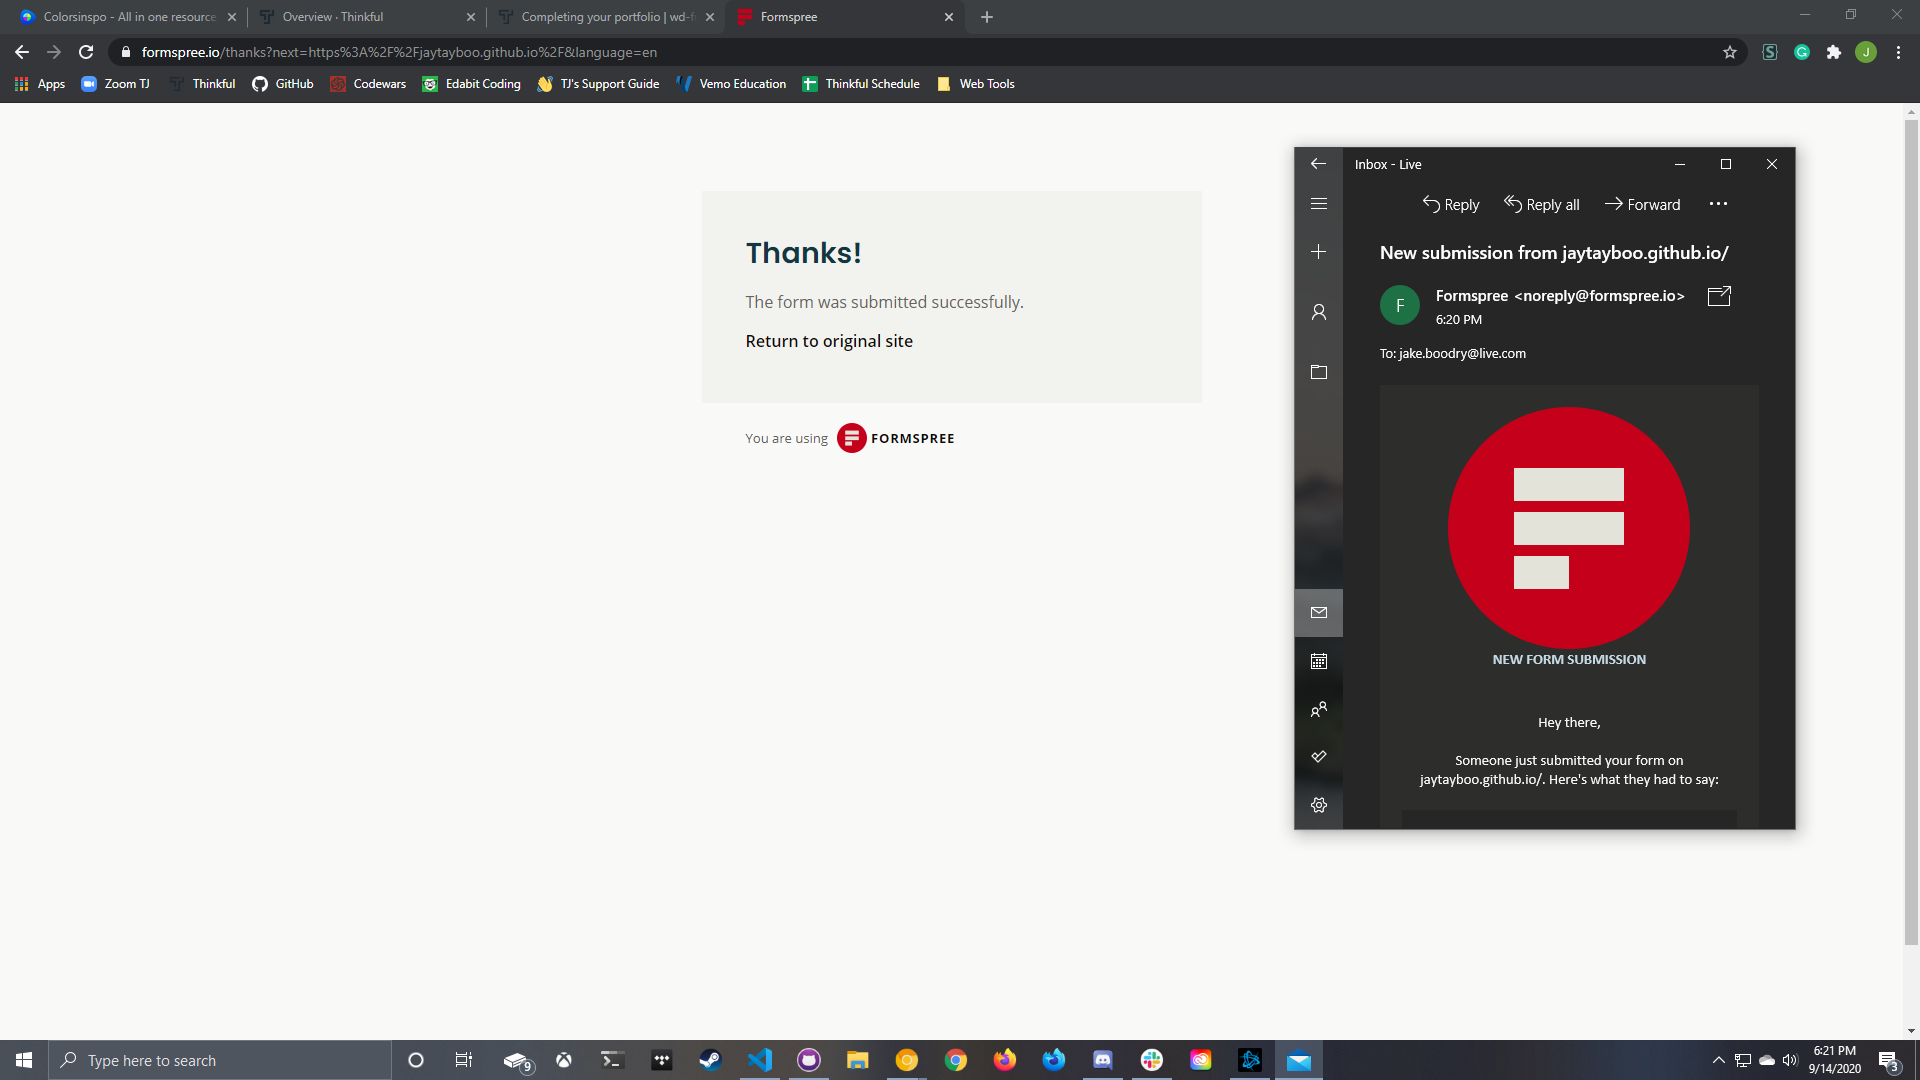 Colorsinspo - All in one resource
Overview · Thinkful
Completing your portfolio | wd-f
Formspree
formspree.io/thanks?next=https%3A%2F%2Fjaytayboo.github.io%2F&language=en
J
Apps
Zoom TJ
Thinkful
GitHub
Codewars
Edabit Coding
TJ's Support Guide
Vemo Education
Thinkful Schedule
Web Tools
Thanks!
The form was submitted successfully.
Return to original site
You are using FORMSPREE
Inbox - Live
Reply
Reply all
Forward
New submission from jaytayboo.github.io/
F
Formspree <noreply@formspree.io>
6:20 PM
To: jake.boodry@live.com
NEW FORM SUBMISSION
Hey there,
Someone just submitted your form on
jaytayboo.github.io/. Here's what they had to say:
Type here to search
9
6:21 PM
9/14/2020
3